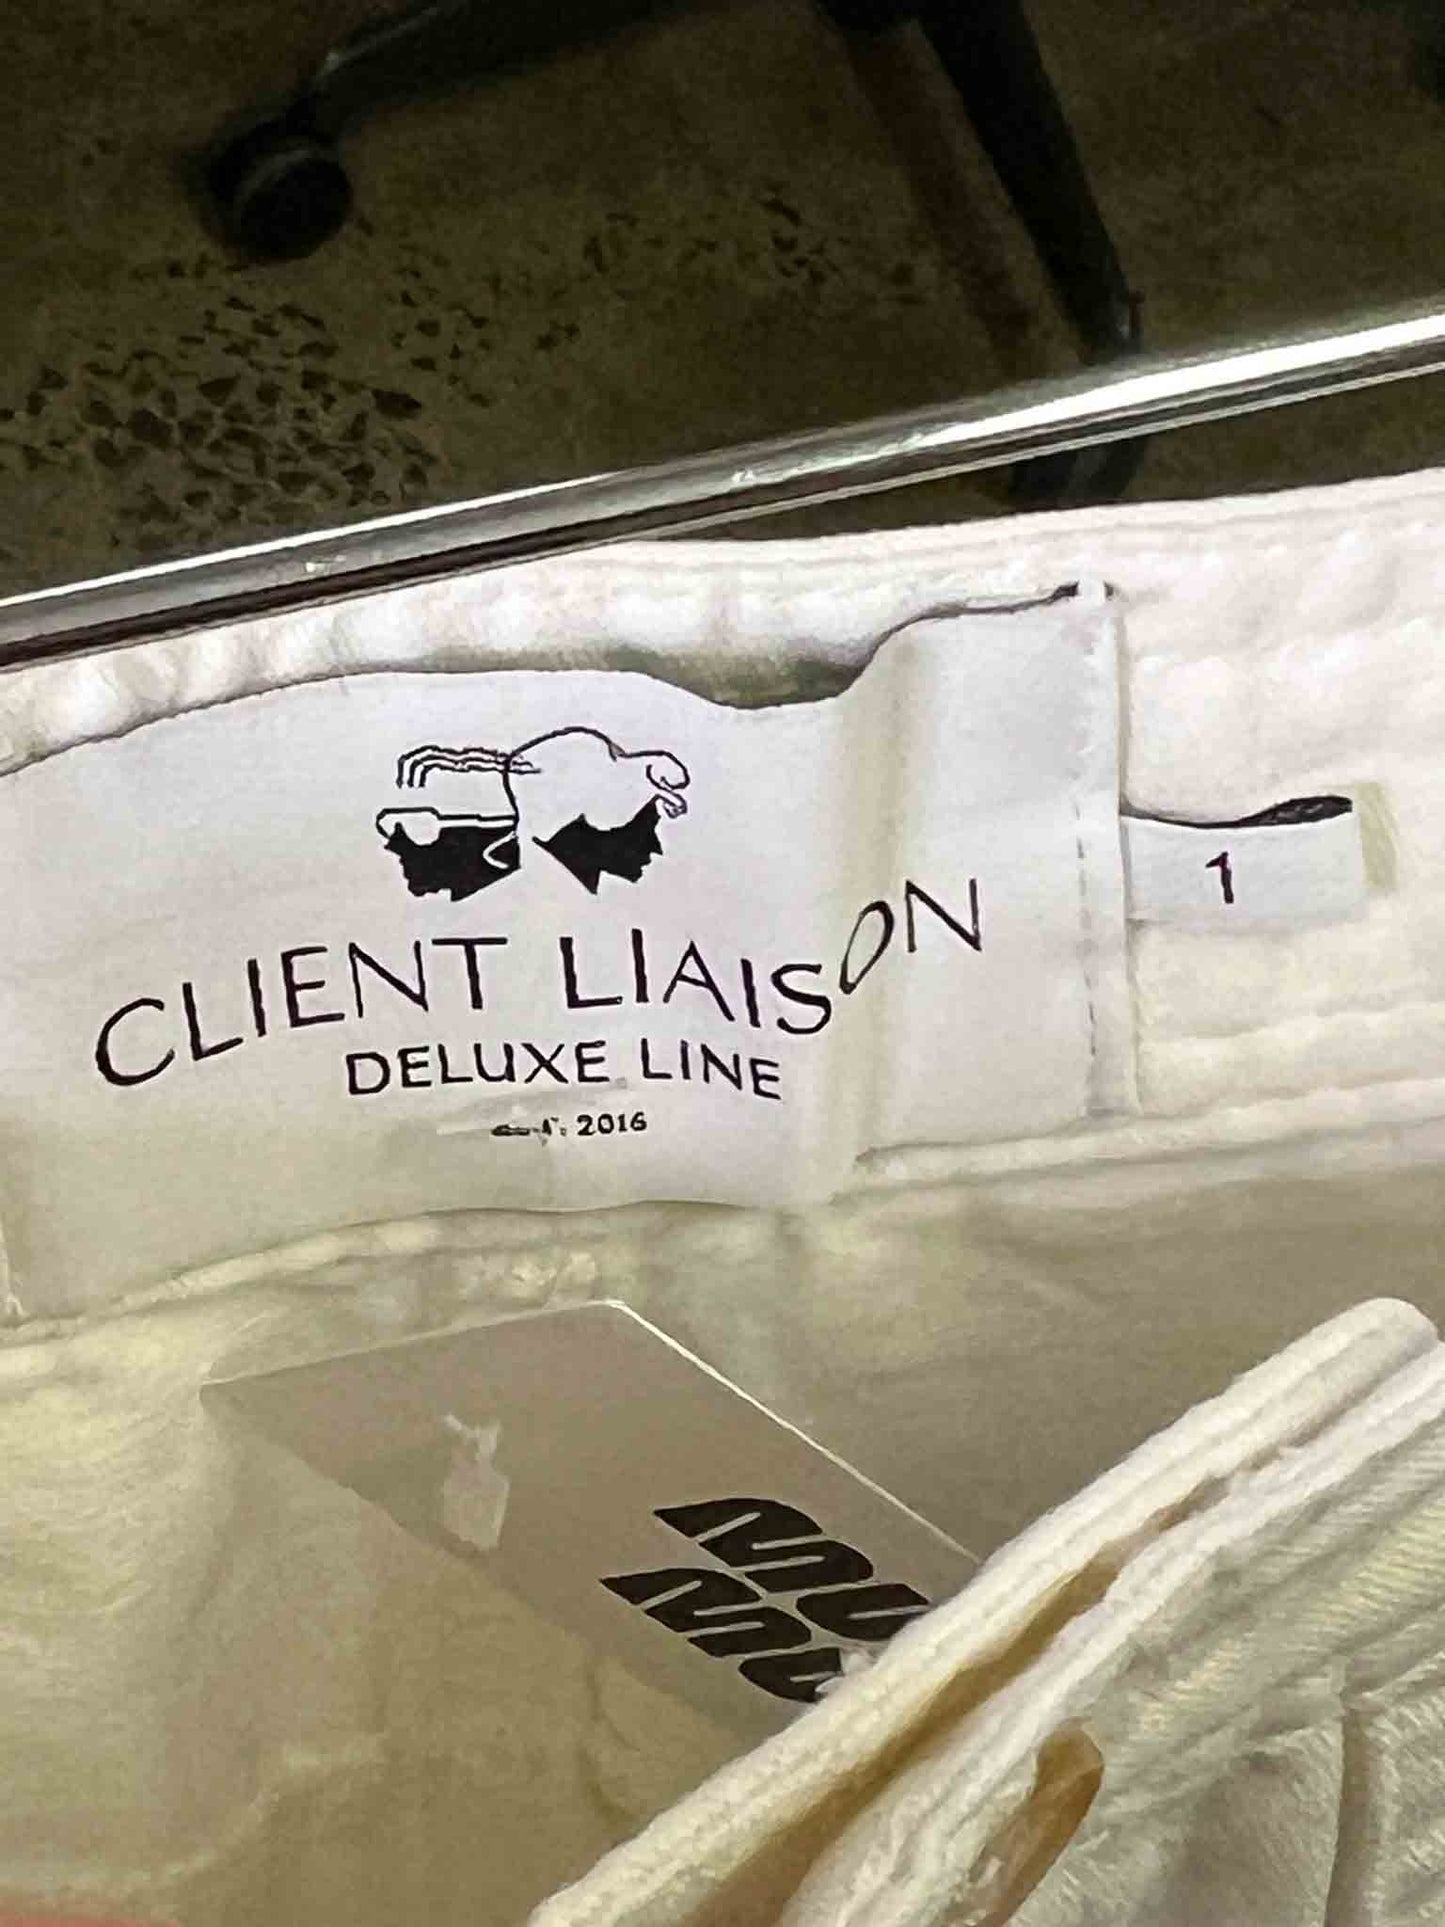 CLIENT LIAISON
DELUXE LINE
2016
1